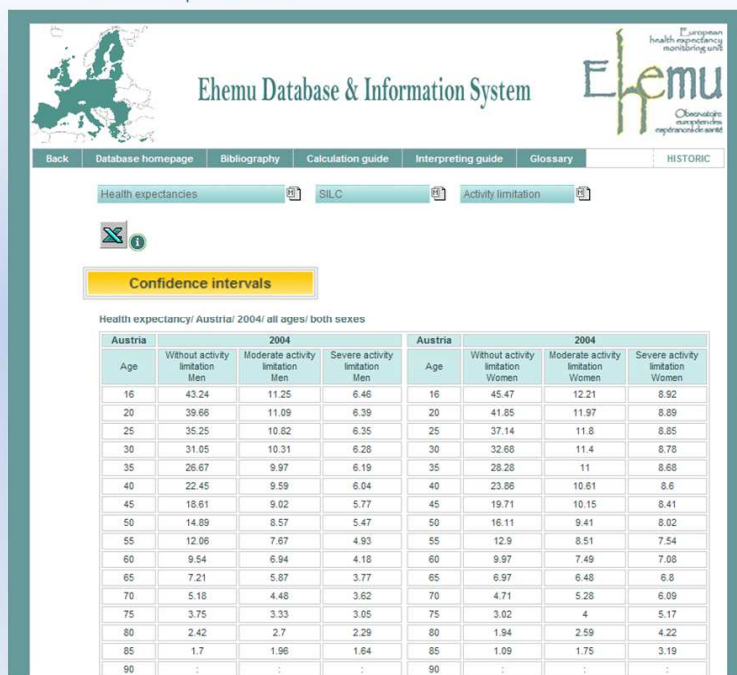 European
health expectancy
monitoring unit
Ehemu
Observatoire
européen des
espérances de santé
Ehemu Database & Information System
Back Database homepage Bibliography Calculation guide Interpreting guide Glossary HISTORIC
Health expectancies SILC Activity limitation
Confidence intervals
Health expectancy/ Austria/ 2004/ all ages/ both sexes
Austria 2004 Austria 2004
Age Without activity limitation Men Moderate activity limitation Men Severe activity limitation Men Age Without activity limitation Women Moderate activity limitation Women Severe activity limitation Women
16 43.24 11.25 6.46 16 45.47 12.21 8.92
20 39.66 11.09 6.39 20 41.85 11.97 8.89
25 35.25 10.82 6.35 25 37.14 11.8 8.85
30 31.05 10.31 6.28 30 32.68 11.4 8.78
35 26.67 9.97 6.19 35 28.28 11 8.68
40 22.45 9.59 6.04 40 23.86 10.61 8.6
45 18.61 9.02 5.77 45 19.71 10.15 8.41
50 14.89 8.57 5.47 50 16.11 9.41 8.02
55 12.06 7.67 4.93 55 12.9 8.51 7.54
60 9.54 6.94 4.18 60 9.97 7.49 7.08
65 7.21 5.87 3.77 65 6.97 6.48 6.8
70 5.18 4.48 3.62 70 4.71 5.28 6.09
75 3.75 3.33 3.05 75 3.02 4 5.17
80 2.42 2.7 2.29 80 1.94 2.59 4.22
85 1.7 1.96 1.64 85 1.09 1.75 3.19
90 : : : 90 : : :